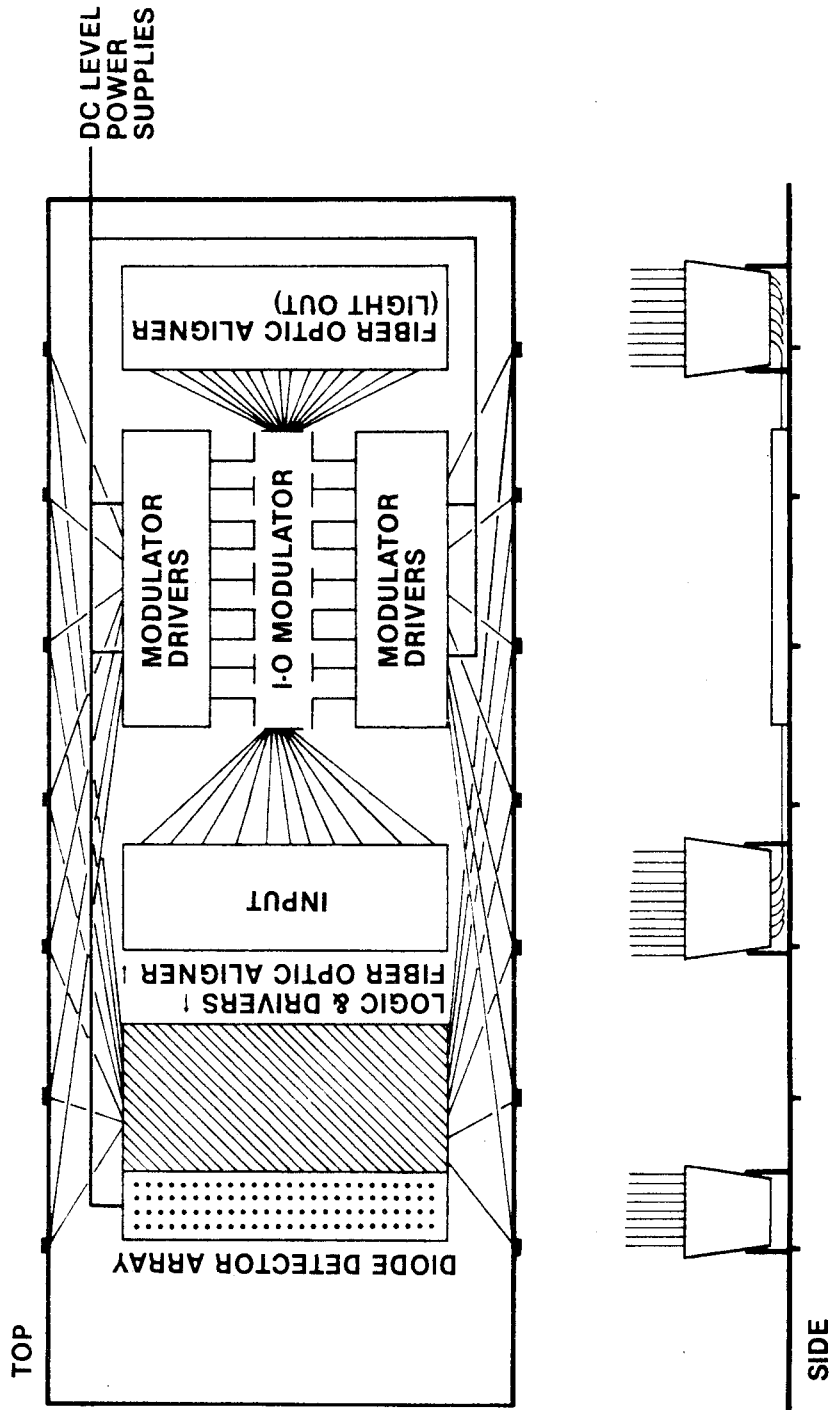 TOP
DC LEVEL
POWER
SUPPLIES
DIODE DETECTOR ARRAY
LOGIC & DRIVERS ↑
FIBER OPTIC ALIGNER ↓
INPUT
MODULATOR
DRIVERS
I-O MODULATOR
MODULATOR
DRIVERS
FIBER OPTIC ALIGNER
(LIGHT OUT)
SIDE